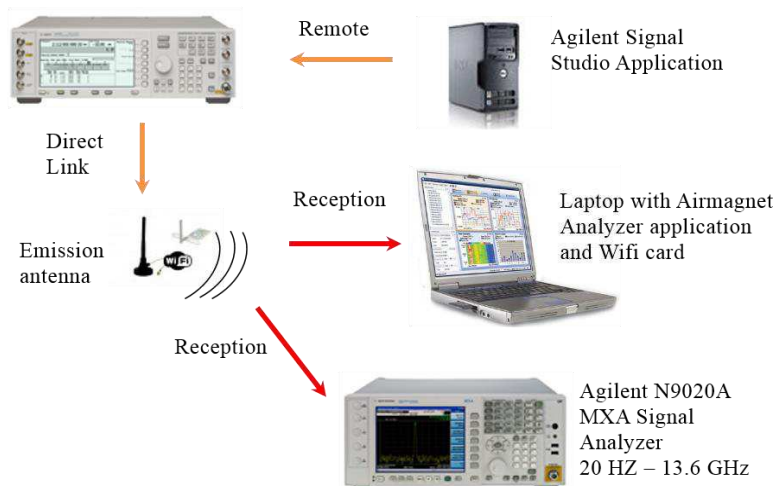 Remote
Agilent Signal
Studio Application
Direct
Link
Reception
Laptop with Airmagnet
Analyzer application
and Wifi card
Emission
antenna
WiFi
Reception
Agilent N9020A
MXA Signal
Analyzer
20 HZ – 13.6 GHz